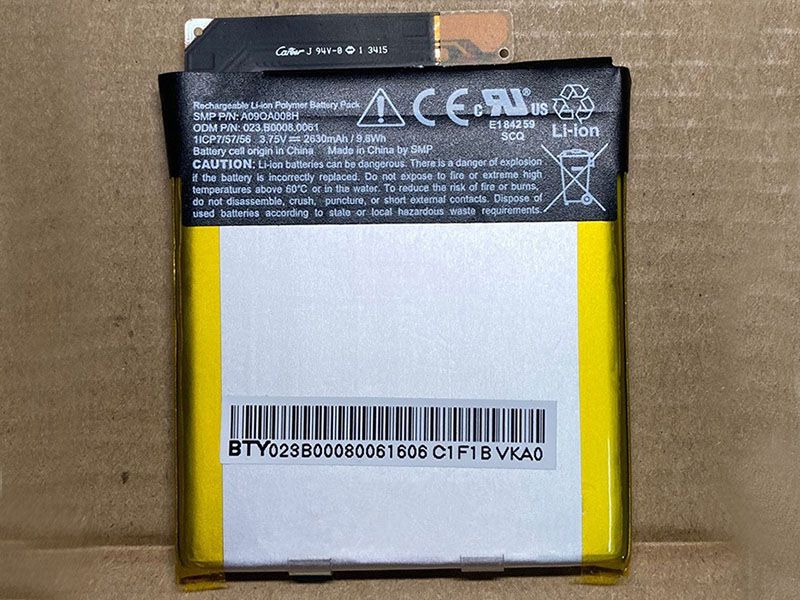 J 94V-0 1 3415
Rechargeable Li-ion Polymer Battery Pack
SMP P/N: A09QA008H
ODM P/N: 023.B0008.0061
1ICP7/57/56 3.75V 2630mAh / 9.8Wh
Battery cell origin in China Made in China by SMP
CE c RU US
E184259
SCQ
Li-ion
CAUTION: Li-ion batteries can be dangerous. There is a danger of explosion
if the battery is incorrectly replaced. Do not expose to fire or extreme high
temperatures above 60°C or in the water. To reduce the risk of fire or burns,
do not disassemble, crush, puncture, or short external contacts. Dispose of
used batteries according to state or local hazardous waste requirements.
BTY023B00080061606 C1F1B VKA0